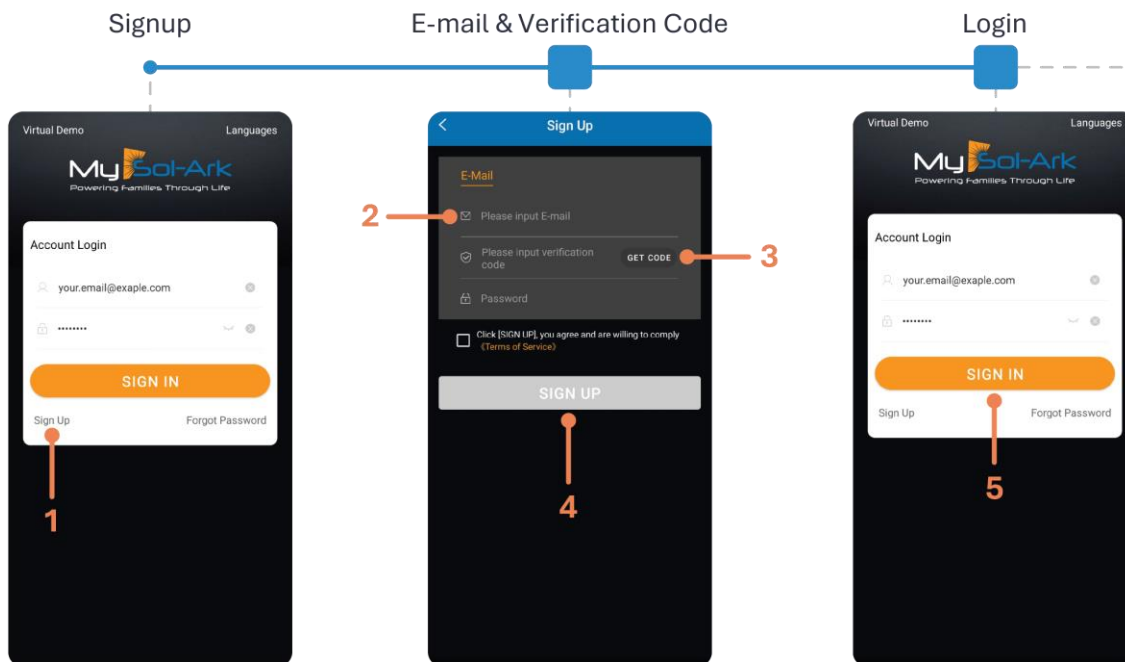 Signup
E-mail & Verification Code
Login
Virtual Demo
Languages
My Sol-Ark
Powering Families Through Life
Account Login
your.email@exaple.com
••••••••
SIGN IN
Sign Up
Forgot Password
1
Sign Up
E-Mail
2
Please input E-mail
Please input verification
code
GET CODE
3
Password
Click [SIGN UP], you agree and are willing to comply
《Terms of Service》
SIGN UP
4
Virtual Demo
Languages
My Sol-Ark
Powering Families Through Life
Account Login
your.email@exaple.com
••••••••
SIGN IN
Sign Up
Forgot Password
5